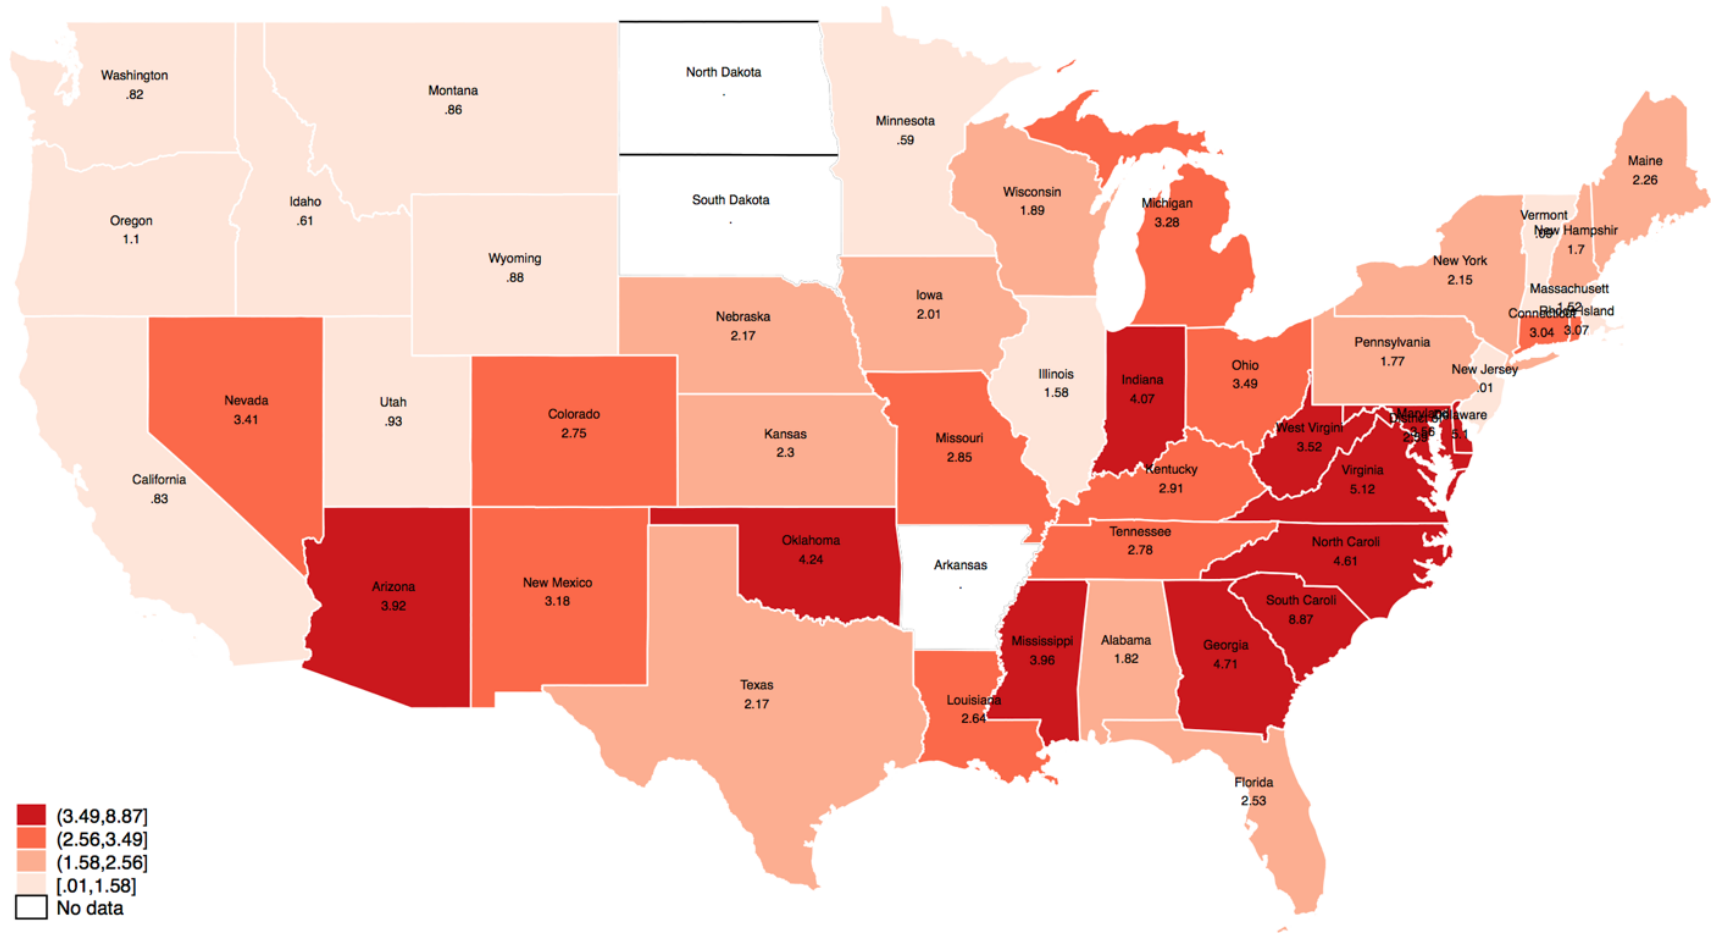 Washington
.82
Montana
.86
North Dakota
.
Minnesota
.59
Maine
2.26
Wisconsin
1.89
Michigan
3.28
South Dakota
.
Idaho
.61
Oregon
1.1
Vermont
New Hampshir
1.7
Wyoming
.88
New York
2.15
Massachusett
1.52
Iowa
2.01
Nebraska
2.17
Connecticut
3.04
Rhode Island
3.07
Pennsylvania
1.77
New Jersey
.01
Ohio
3.49
Illinois
1.58
Indiana
4.07
Nevada
3.41
Utah
.93
Colorado
2.75
Kansas
2.3
Missouri
2.85
Maryland
Delaware
5.1
West Virgini
3.52
Kentucky
2.91
Virginia
5.12
California
.83
Tennessee
2.78
North Caroli
4.61
Oklahoma
4.24
Arkansas
.
Arizona
3.92
New Mexico
3.18
South Caroli
8.87
Mississippi
3.96
Alabama
1.82
Georgia
4.71
Texas
2.17
Louisiana
2.64
Florida
2.53
(3.49,8.87]
(2.56,3.49]
(1.58,2.56]
[.01,1.58]
No data